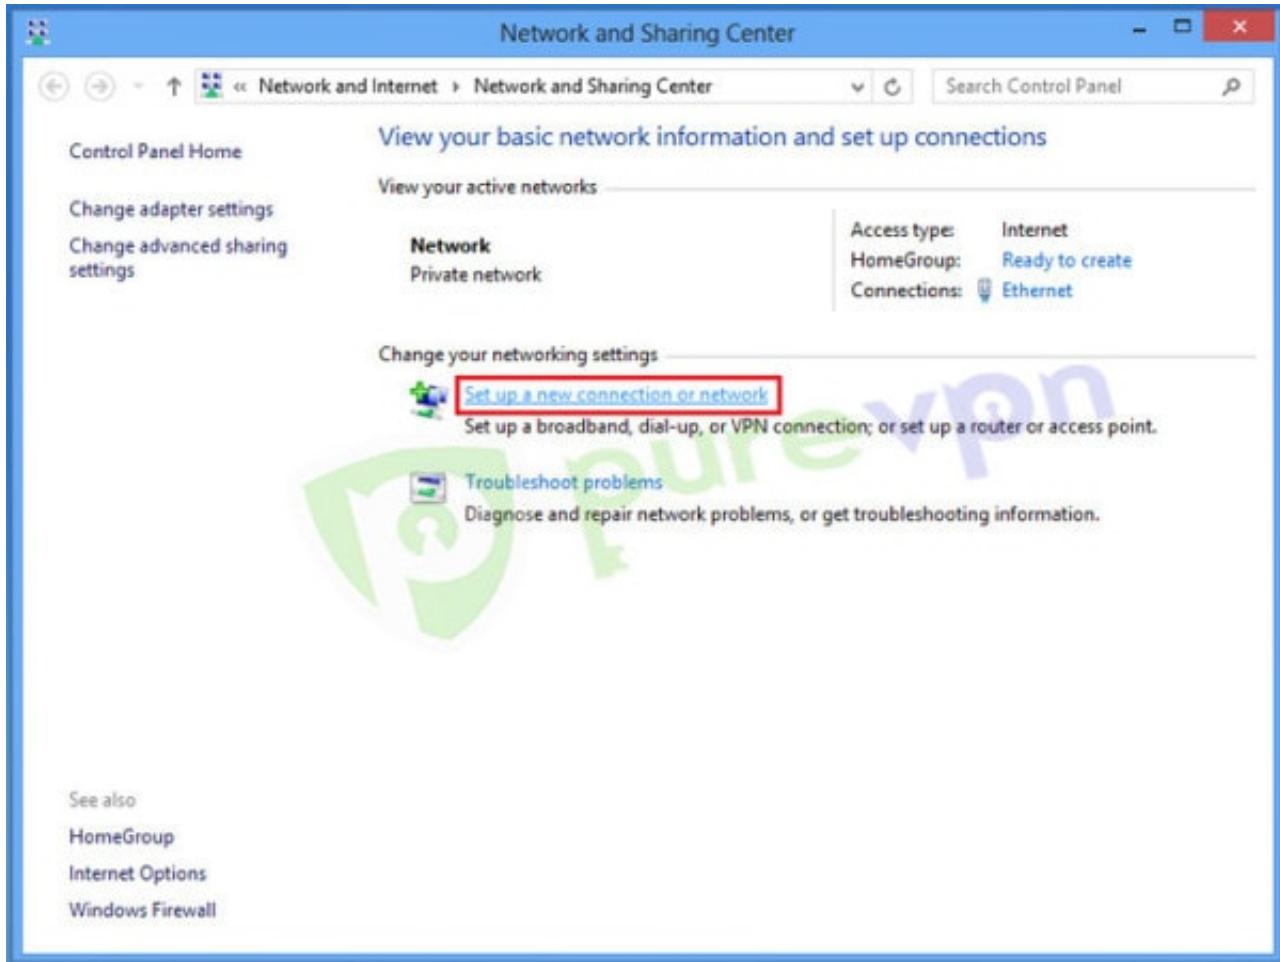 Network and Sharing Center
« Network and Internet Network and Sharing Center
Search Control Panel
Control Panel Home
Change adapter settings
Change advanced sharing
settings
View your basic network information and set up connections
View your active networks
Network
Private network
Access type: Internet
HomeGroup: Ready to create
Connections: Ethernet
Change your networking settings
Set up a new connection or network
Set up a broadband, dial-up, or VPN connection; or set up a router or access point.
Troubleshoot problems
Diagnose and repair network problems, or get troubleshooting information.
purevpn
See also
HomeGroup
Internet Options
Windows Firewall